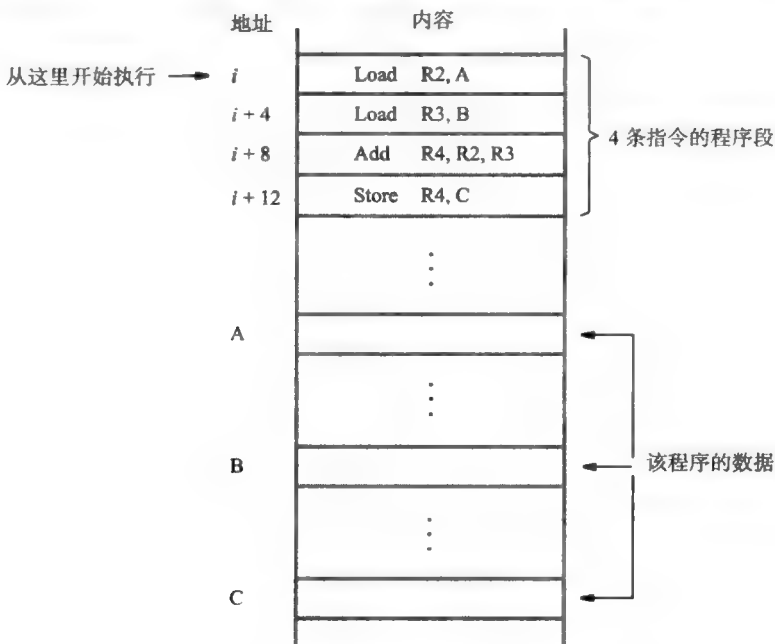 地址 内容
从这里开始执行 i Load R2, A
i + 4 Load R3, B
i + 8 Add R4, R2, R3
4 条指令的程序段
i + 12 Store R4, C
A
B
该程序的数据
C